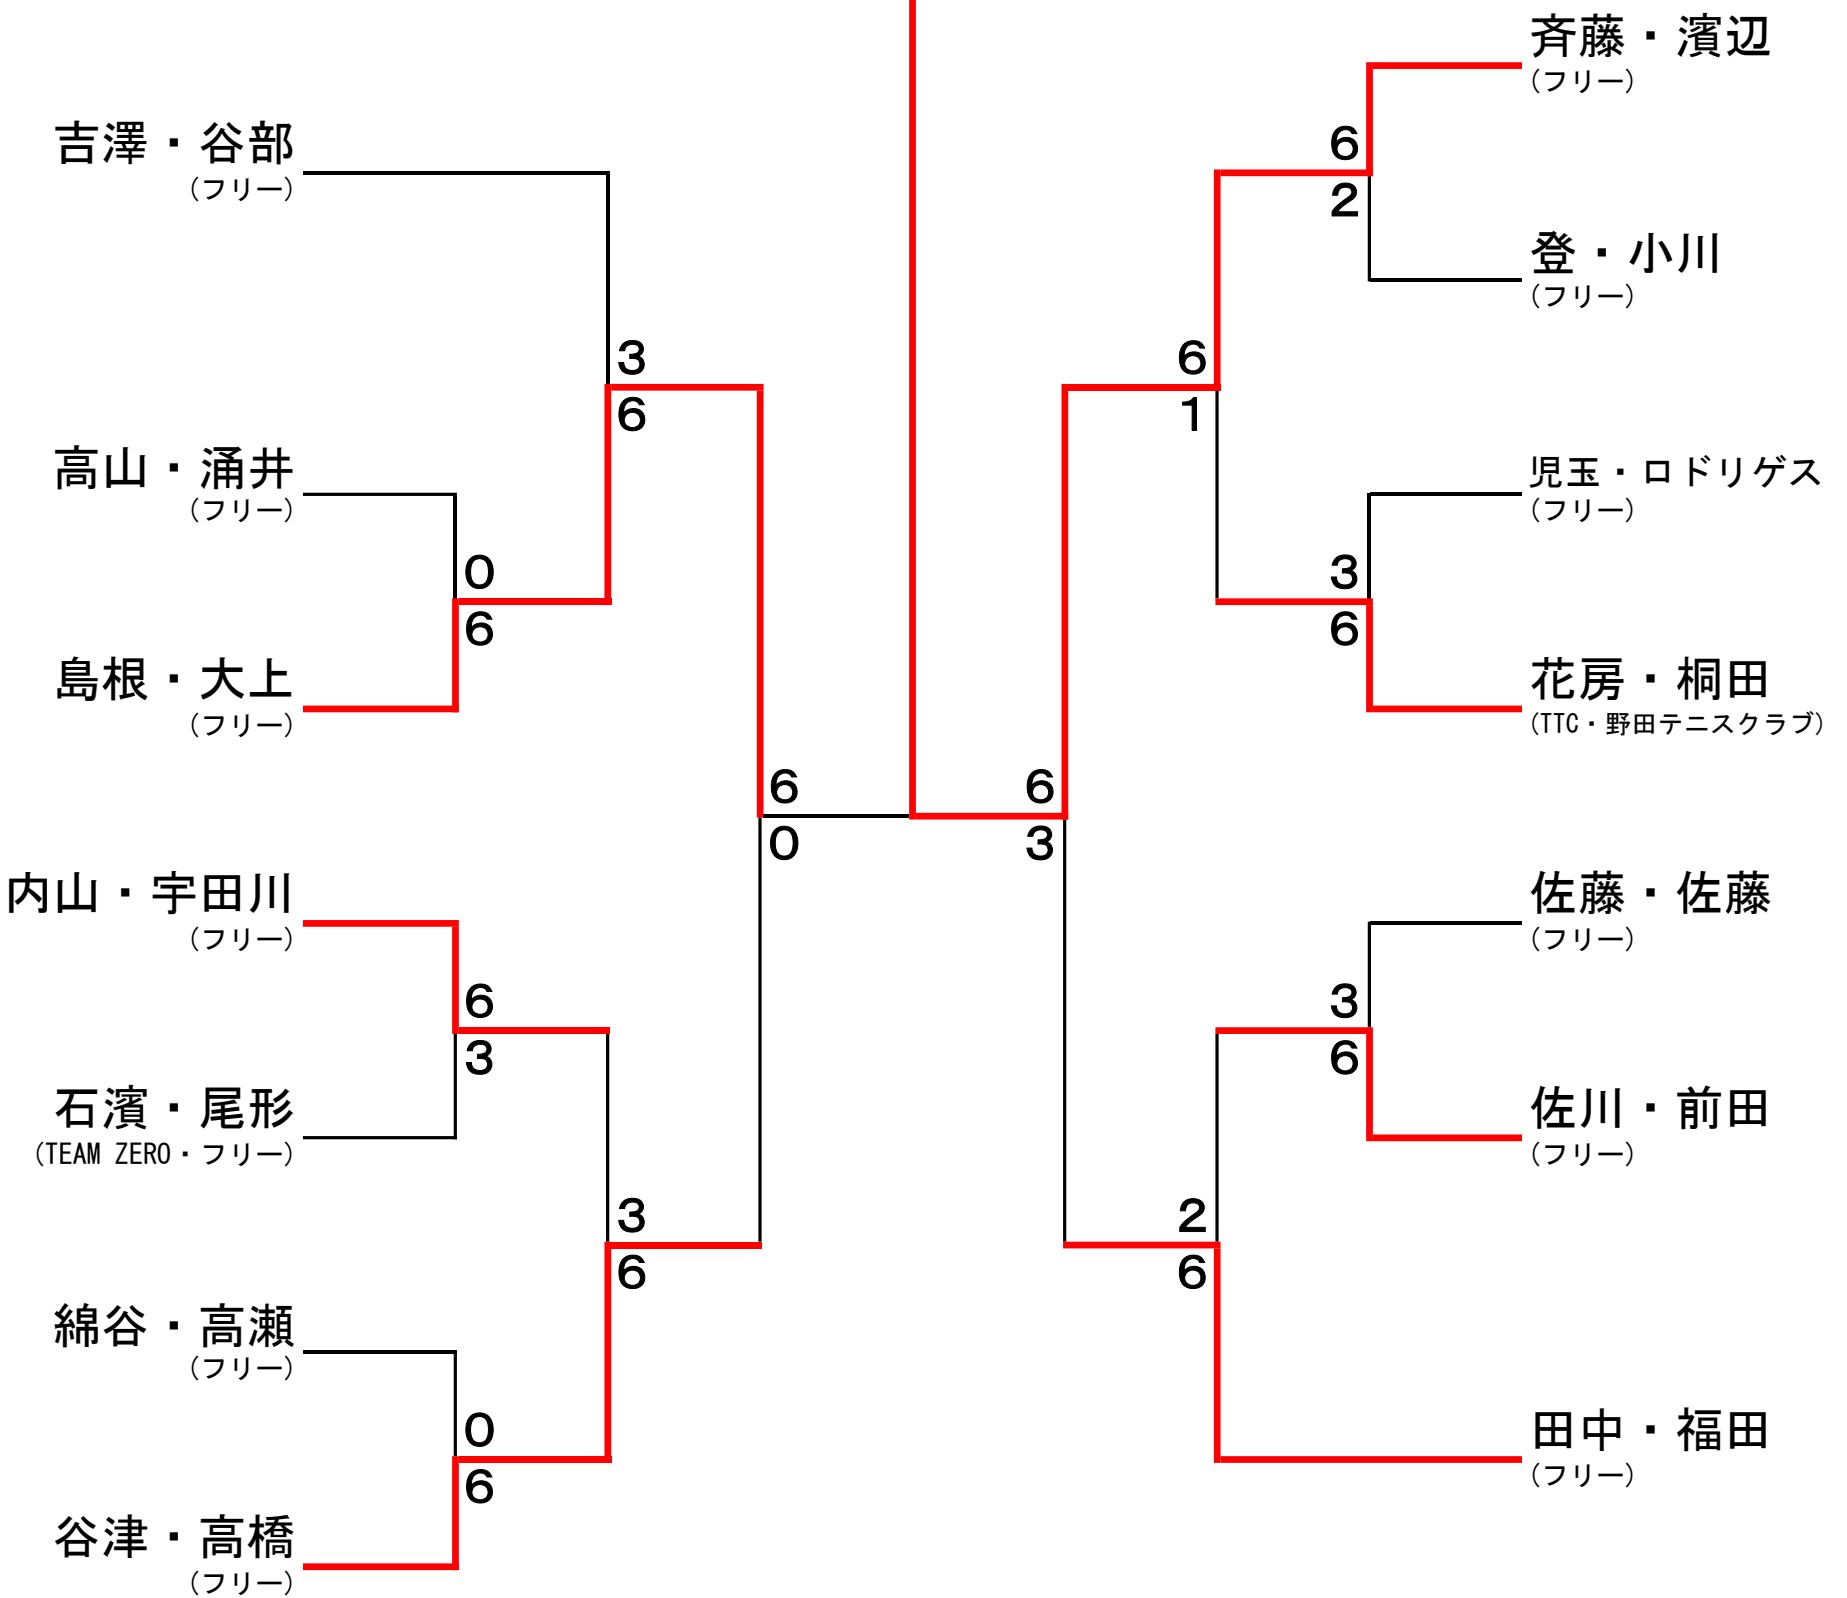 吉澤・谷部
(フリー)
3
6
高山・涌井
(フリー)
0
6
島根・大上
(フリー)
6
0
内山・宇田川
(フリー)
6
3
石濱・尾形
(TEAM ZERO・フリー)
3
6
綿谷・高瀬
(フリー)
0
6
谷津・高橋
(フリー)
斉藤・濱辺
(フリー)
6
2
登・小川
(フリー)
6
1
児玉・ロドリゲス
(フリー)
3
6
花房・桐田
(TTC・野田テニスクラブ)
6
3
佐藤・佐藤
(フリー)
3
6
佐川・前田
(フリー)
2
6
田中・福田
(フリー)